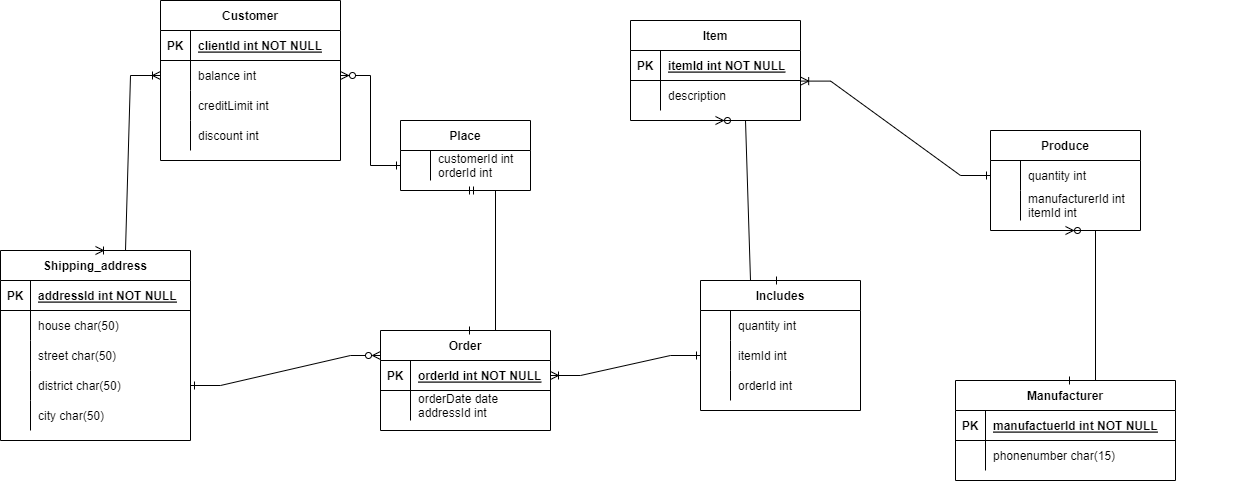 Customer
PK clientId int NOT NULL
balance int
creditLimit int
discount int
Item
PK itemId int NOT NULL
description
Place
customerId int
orderId int
Produce
quantity int
manufacturerId int
itemId int
Shipping_address
PK addressId int NOT NULL
house char(50)
street char(50)
district char(50)
city char(50)
Order
PK orderId int NOT NULL
orderDate date
addressId int
Includes
quantity int
itemId int
orderId int
Manufacturer
PK manufactuerId int NOT NULL
phonenumber char(15)